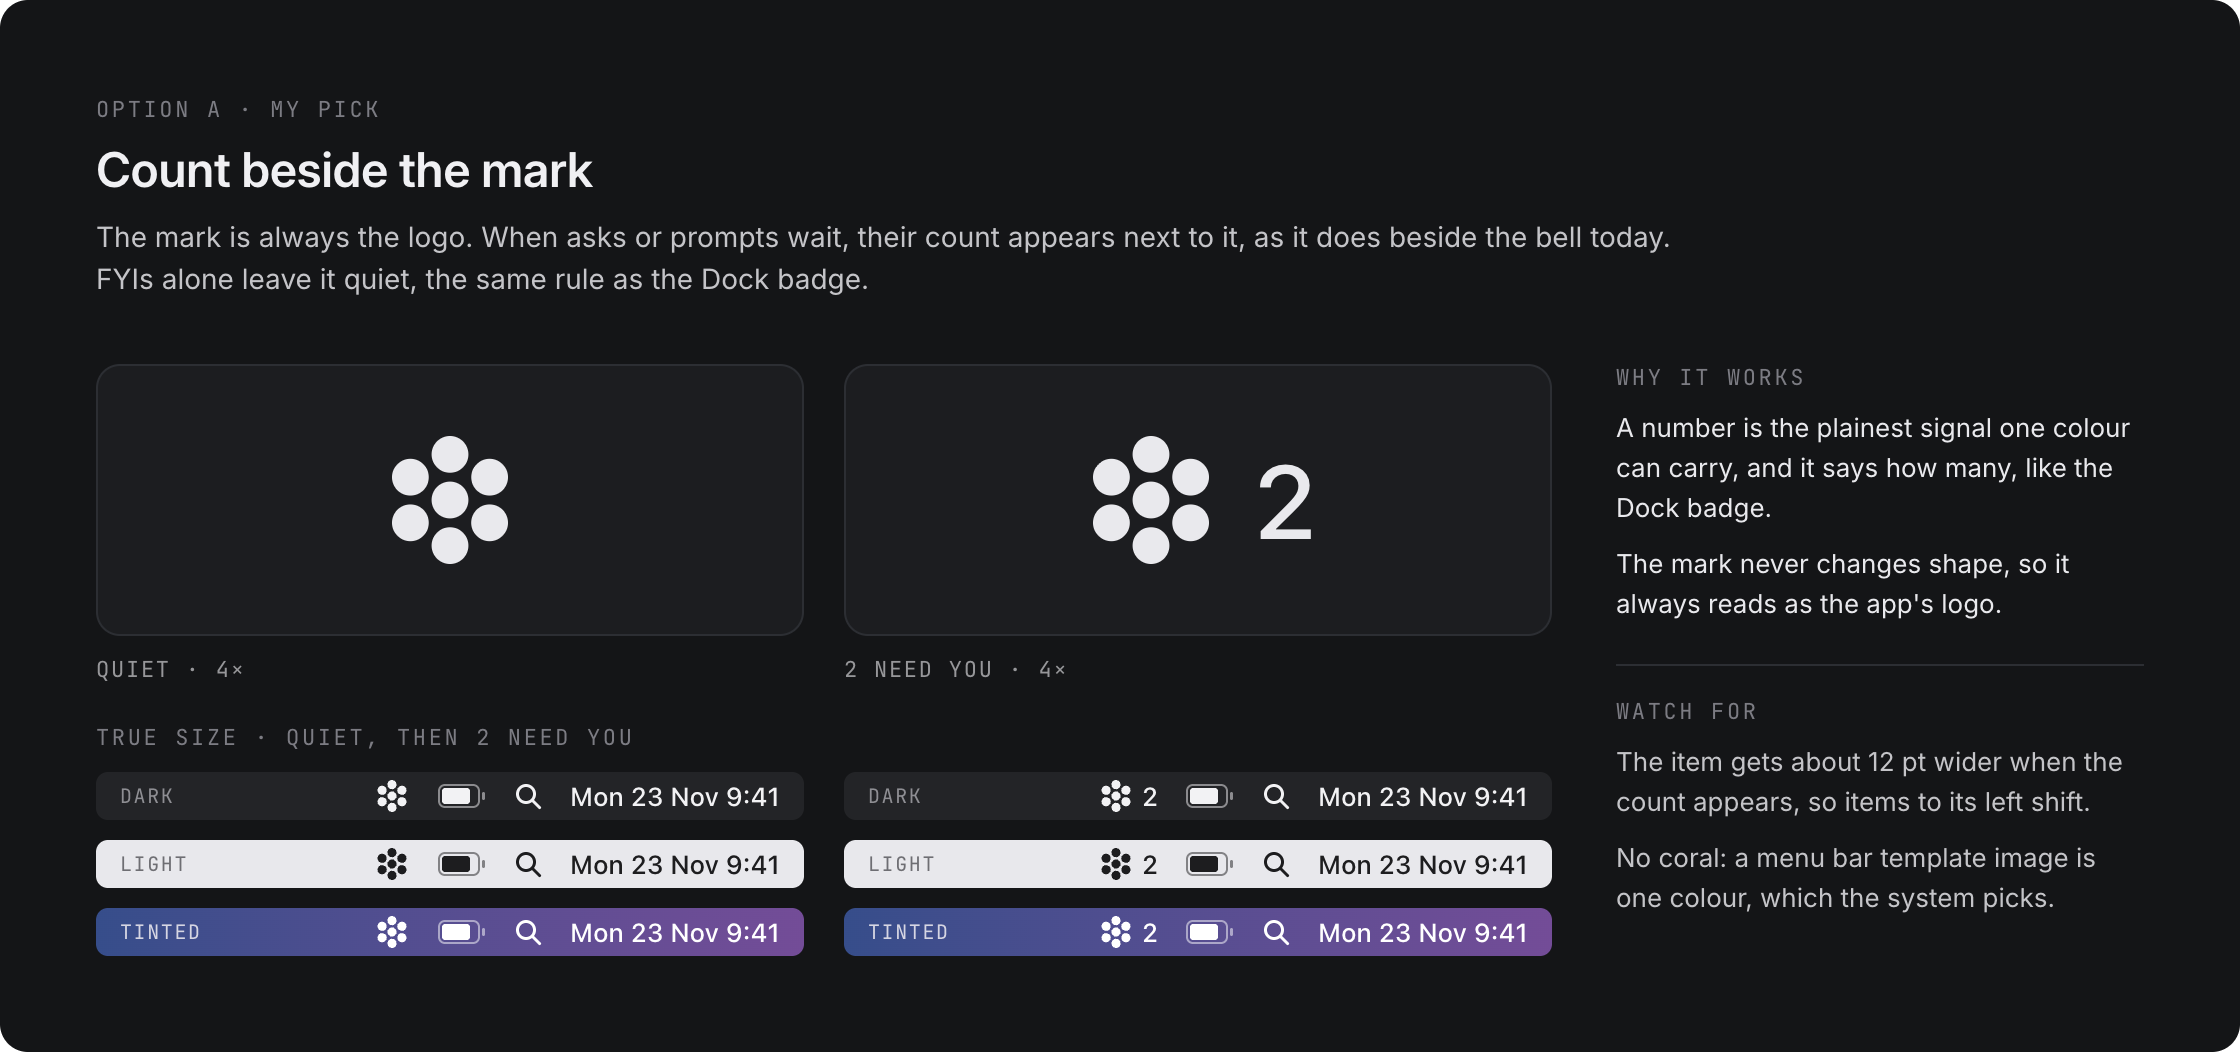 OPTION A · MY PICK
Count beside the mark
The mark is always the logo. When asks or prompts wait, their count appears next to it, as it does beside the bell today.
FYIs alone leave it quiet, the same rule as the Dock badge.
2
QUIET · 4×
2 NEED YOU · 4×
TRUE SIZE · QUIET, THEN 2 NEED YOU
DARK Mon 23 Nov 9:41
DARK 2 Mon 23 Nov 9:41
LIGHT Mon 23 Nov 9:41
LIGHT 2 Mon 23 Nov 9:41
TINTED Mon 23 Nov 9:41
TINTED 2 Mon 23 Nov 9:41
WHY IT WORKS
A number is the plainest signal one colour
can carry, and it says how many, like the
Dock badge.
The mark never changes shape, so it
always reads as the app's logo.
WATCH FOR
The item gets about 12 pt wider when the
count appears, so items to its left shift.
No coral: a menu bar template image is
one colour, which the system picks.